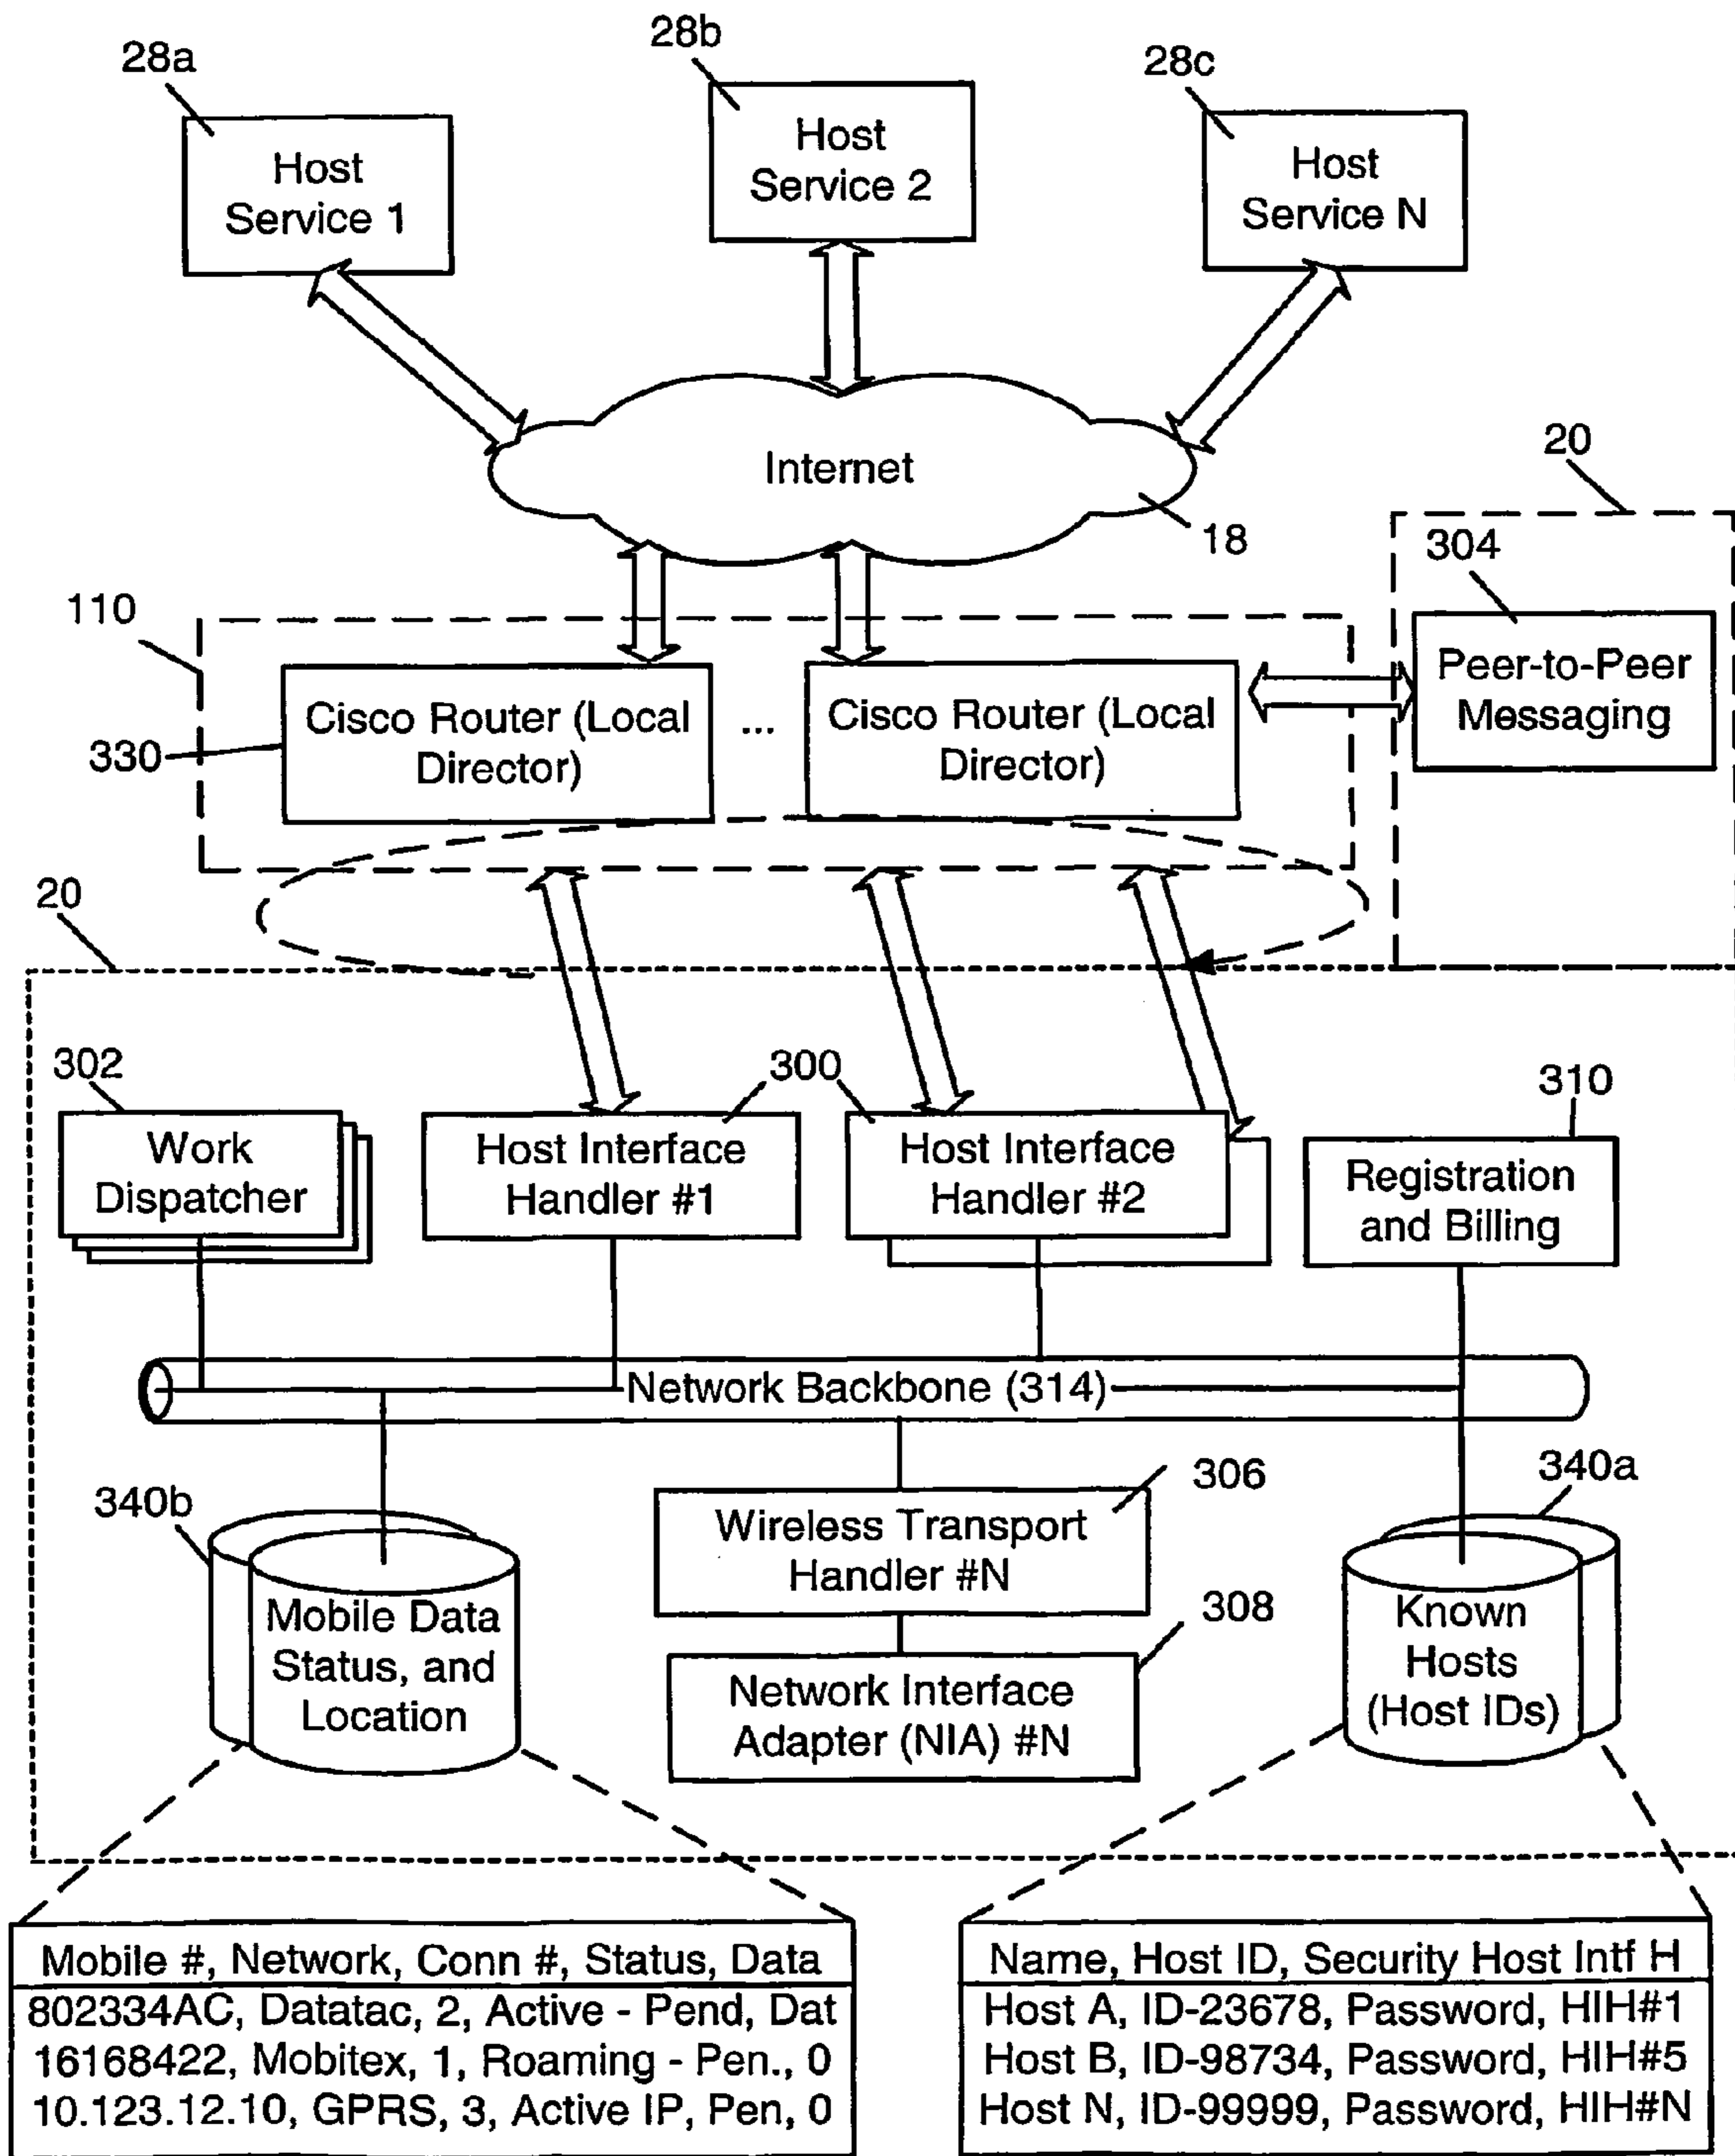 28a
28b
28c
Host
Service 1
Host
Service 2
Host
Service N
Internet
18
20
304
110
Peer-to-Peer
Messaging
Cisco Router (Local
Director)
...
Cisco Router (Local
Director)
330
20
302
300
310
Work
Dispatcher
Host Interface
Handler #1
Host Interface
Handler #2
Registration
and Billing
Network Backbone (314)
340b
306
340a
Wireless Transport
Handler #N
308
Mobile Data
Status, and
Location
Network Interface
Adapter (NIA) #N
Known
Hosts
(Host IDs)
Mobile #, Network, Conn #, Status, Data
802334AC, Datatac, 2, Active - Pend, Dat
16168422, Mobitex, 1, Roaming - Pen., 0
10.123.12.10, GPRS, 3, Active IP, Pen, 0
Name, Host ID, Security Host Intf H
Host A, ID-23678, Password, HIH#1
Host B, ID-98734, Password, HIH#5
Host N, ID-99999, Password, HIH#N